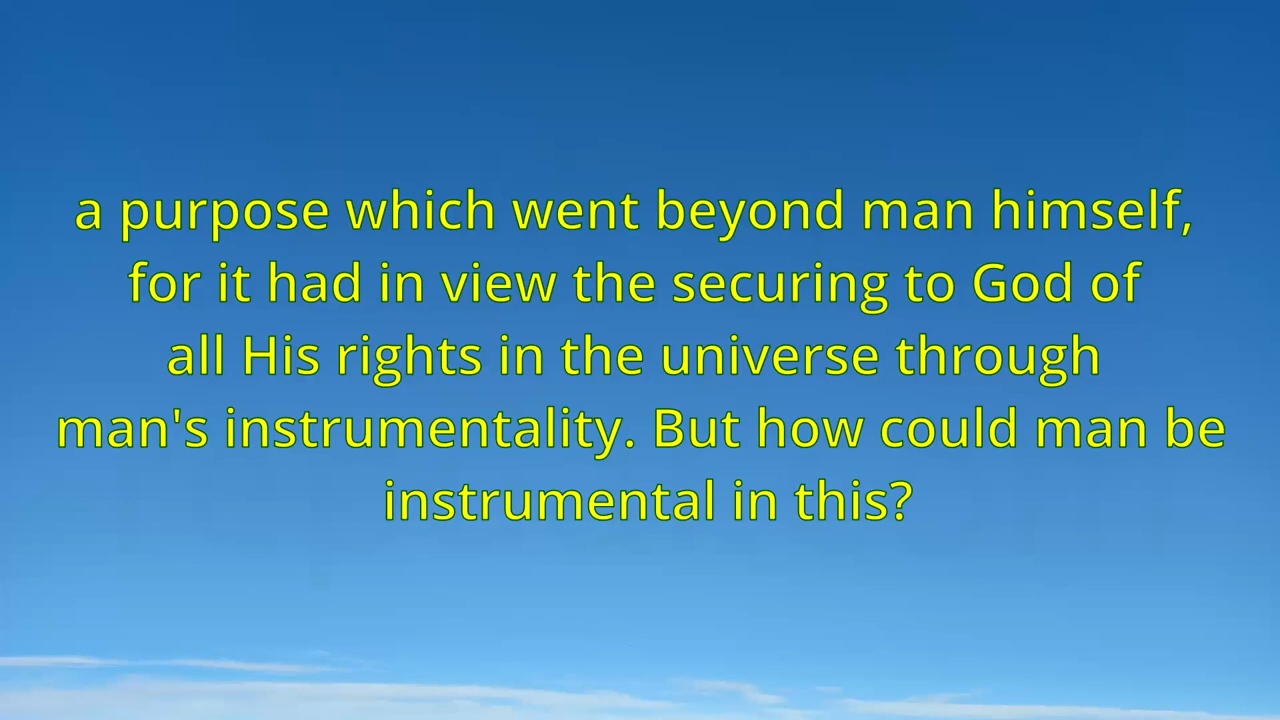 a purpose which went beyond man himself,
for it had in view the securing to God of
all His rights in the universe through
man's instrumentality. But how could man be
instrumental in this?